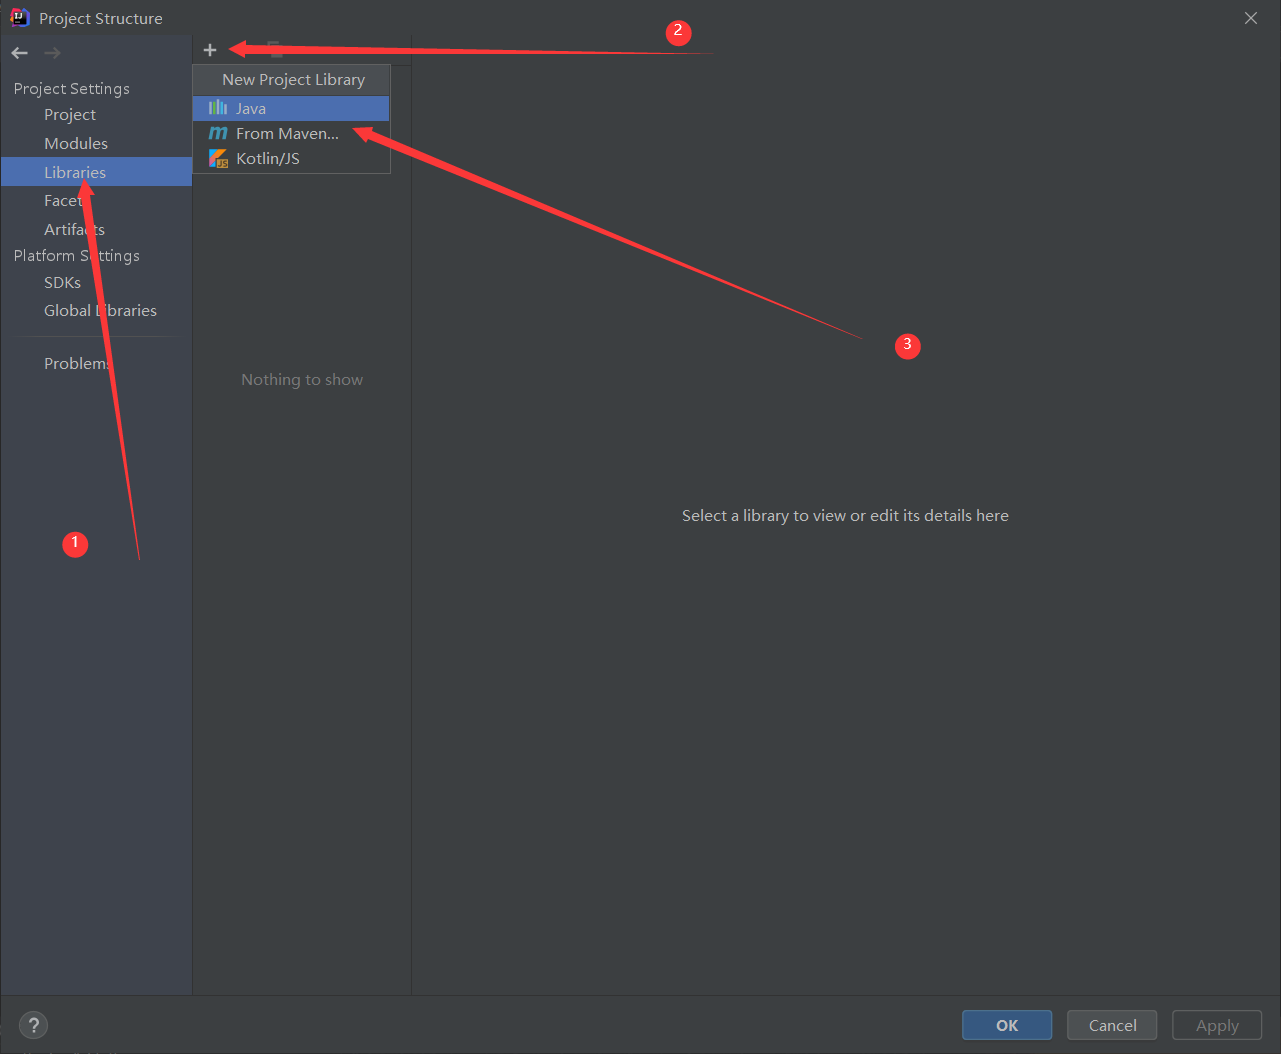 Project Structure
2
New Project Library
Project Settings
Java
Project
From Maven...
Modules
Kotlin/JS
Libraries
Facet
Artifacts
Platform Settings
SDKs
Global Libraries
3
Problems
Nothing to show
Select a library to view or edit its details here
1
?
OK
Cancel
Apply